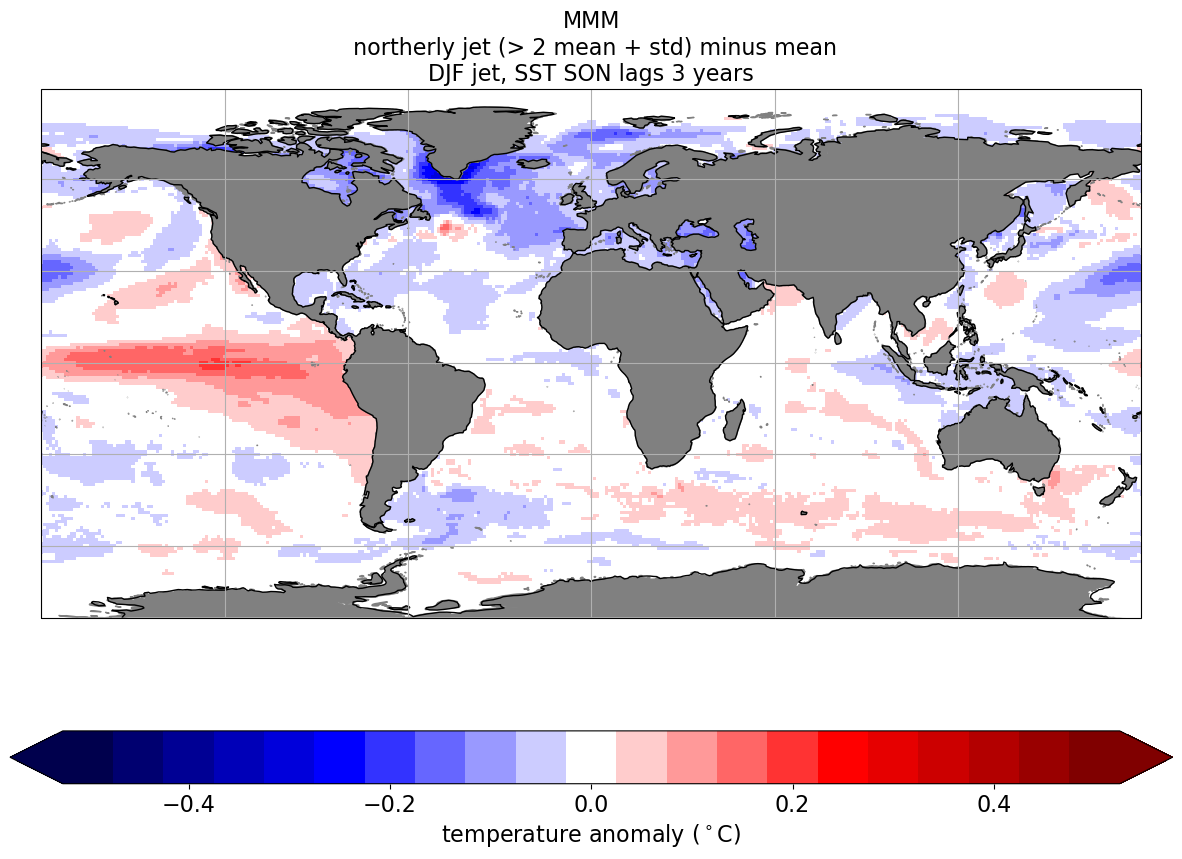 MMM
northerly jet (> 2 mean + std) minus mean
DJF jet, SST SON lags 3 years
−0.4 −0.2 0.0 0.2 0.4
temperature anomaly (°C)